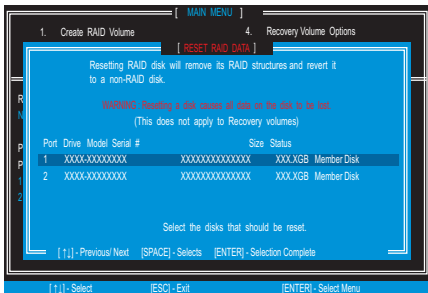 [ MAIN MENU ]
1. Create RAID Volume 4. Recovery Volume Options
[ RESET RAID DATA ]
Resetting RAID disk will remove its RAID structures and revert it
to a non-RAID disk.
WARNING: Resetting a disk causes all data on the disk to be lost.
(This does not apply to Recovery volumes)
R
N
P
P
1
2
Port Drive Model Serial # Size Status
1 XXXX-XXXXXXXX XXXXXXXXXXXXXX XXX.XGB Member Disk
2 XXXX-XXXXXXXX XXXXXXXXXXXXXX XXX.XGB Member Disk
Select the disks that should be reset.
[↑↓] - Previous/ Next [SPACE] - Selects [ENTER] - Selection Complete
[↑↓] - Select [ESC] - Exit [ENTER] - Select Menu